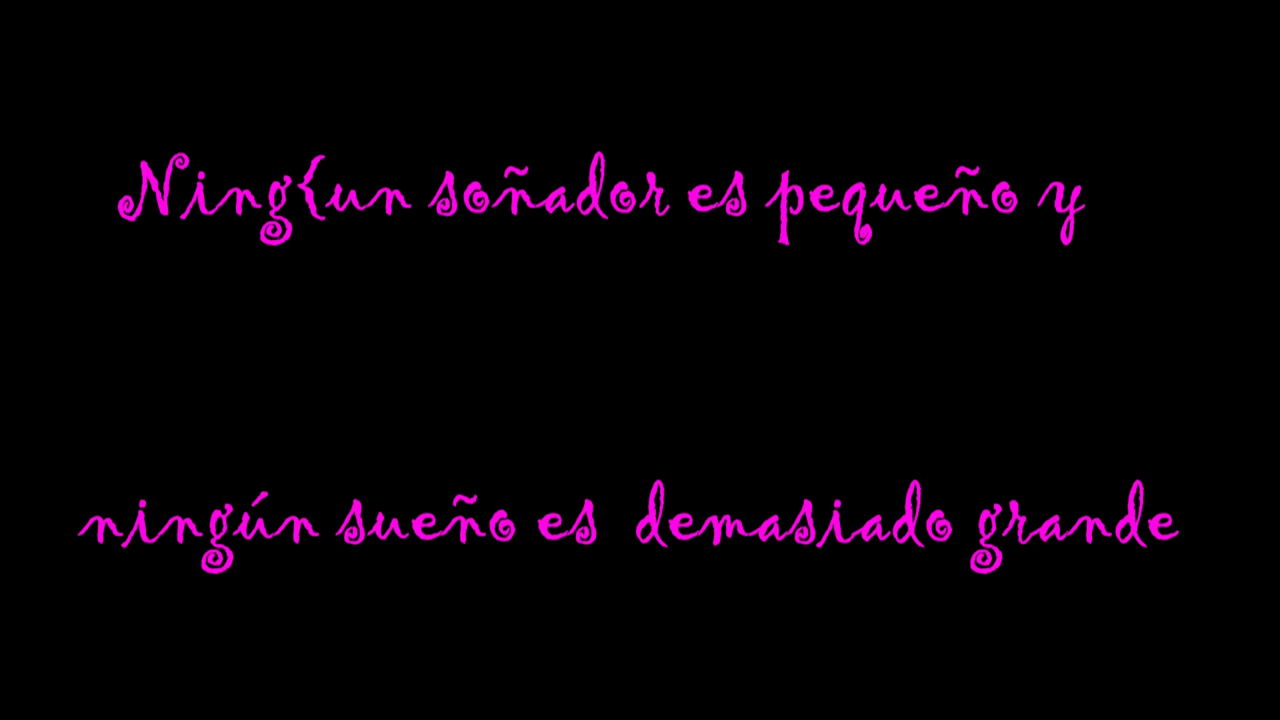 Ning{un soñador es pequeño y
ningún sueño es  demasiado grande